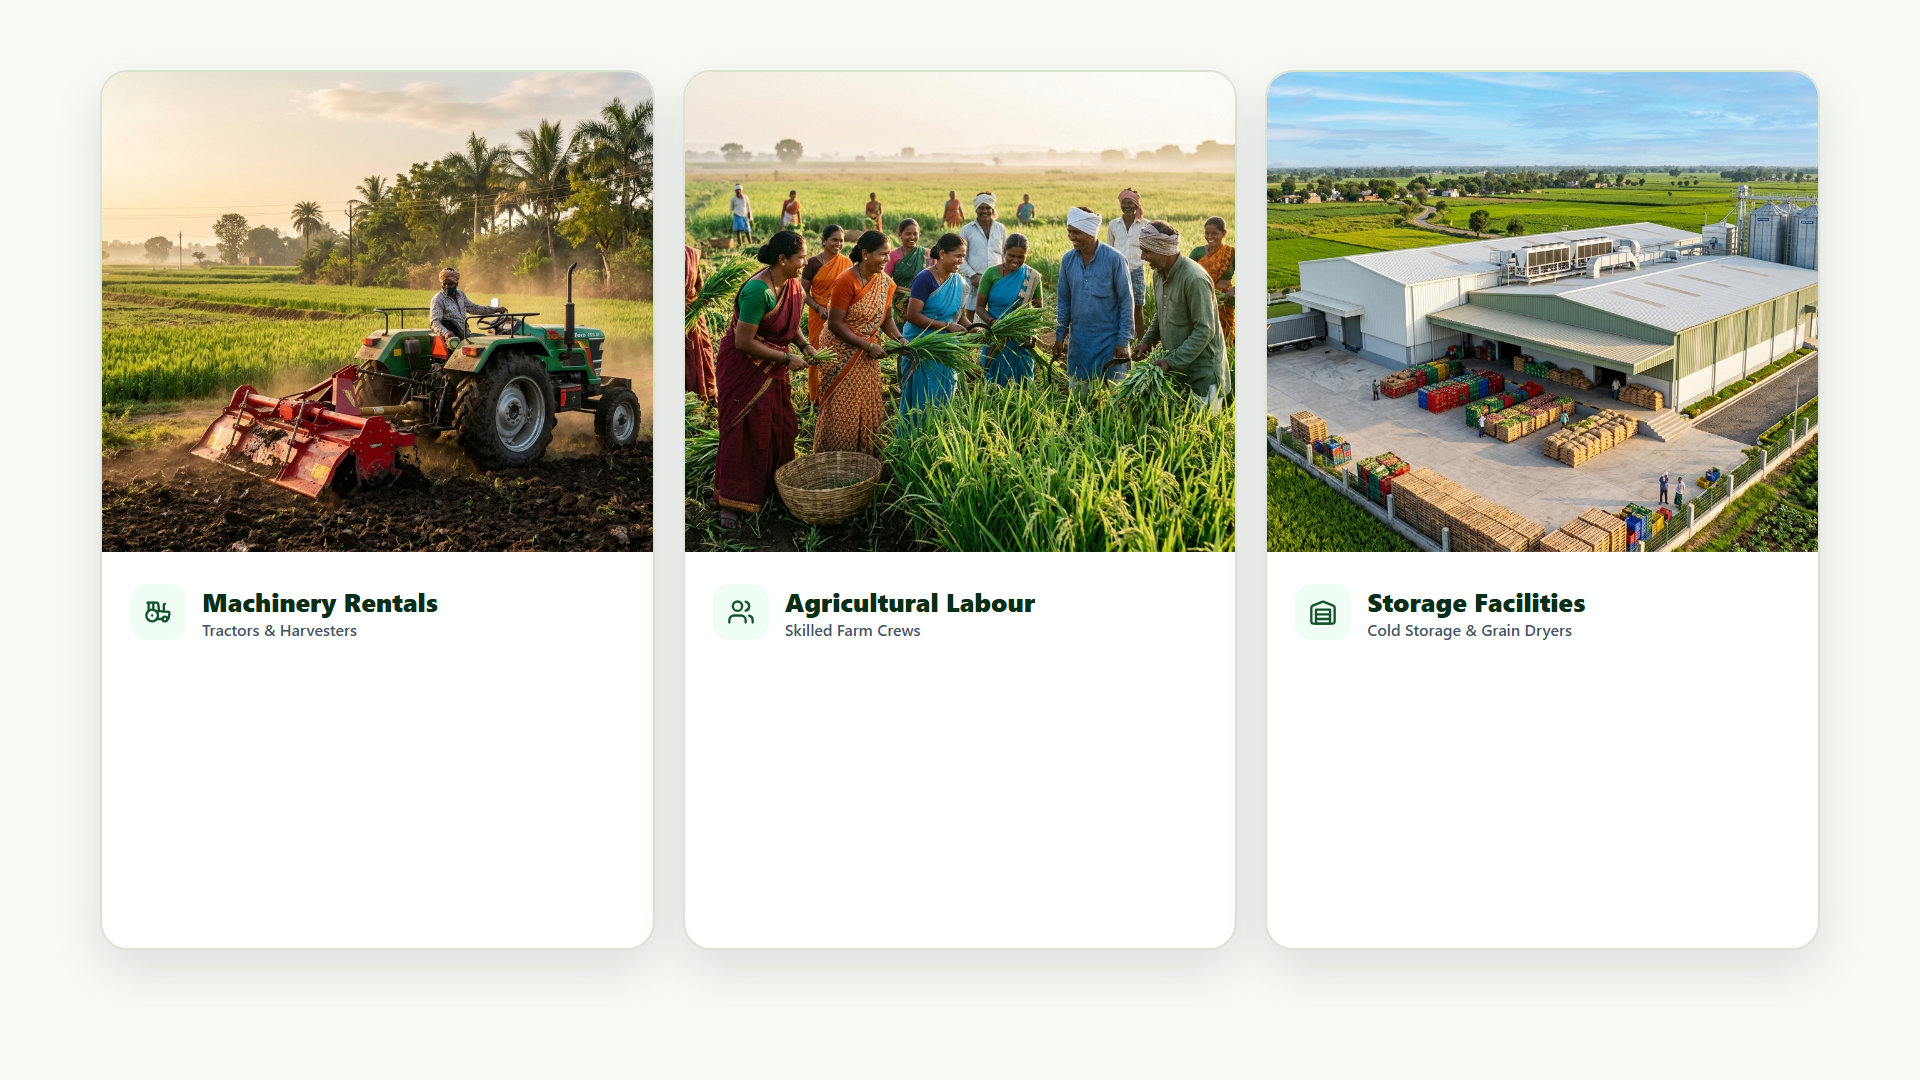 Machinery Rentals
Tractors & Harvesters
Agricultural Labour
Skilled Farm Crews
Storage Facilities
Cold Storage & Grain Dryers